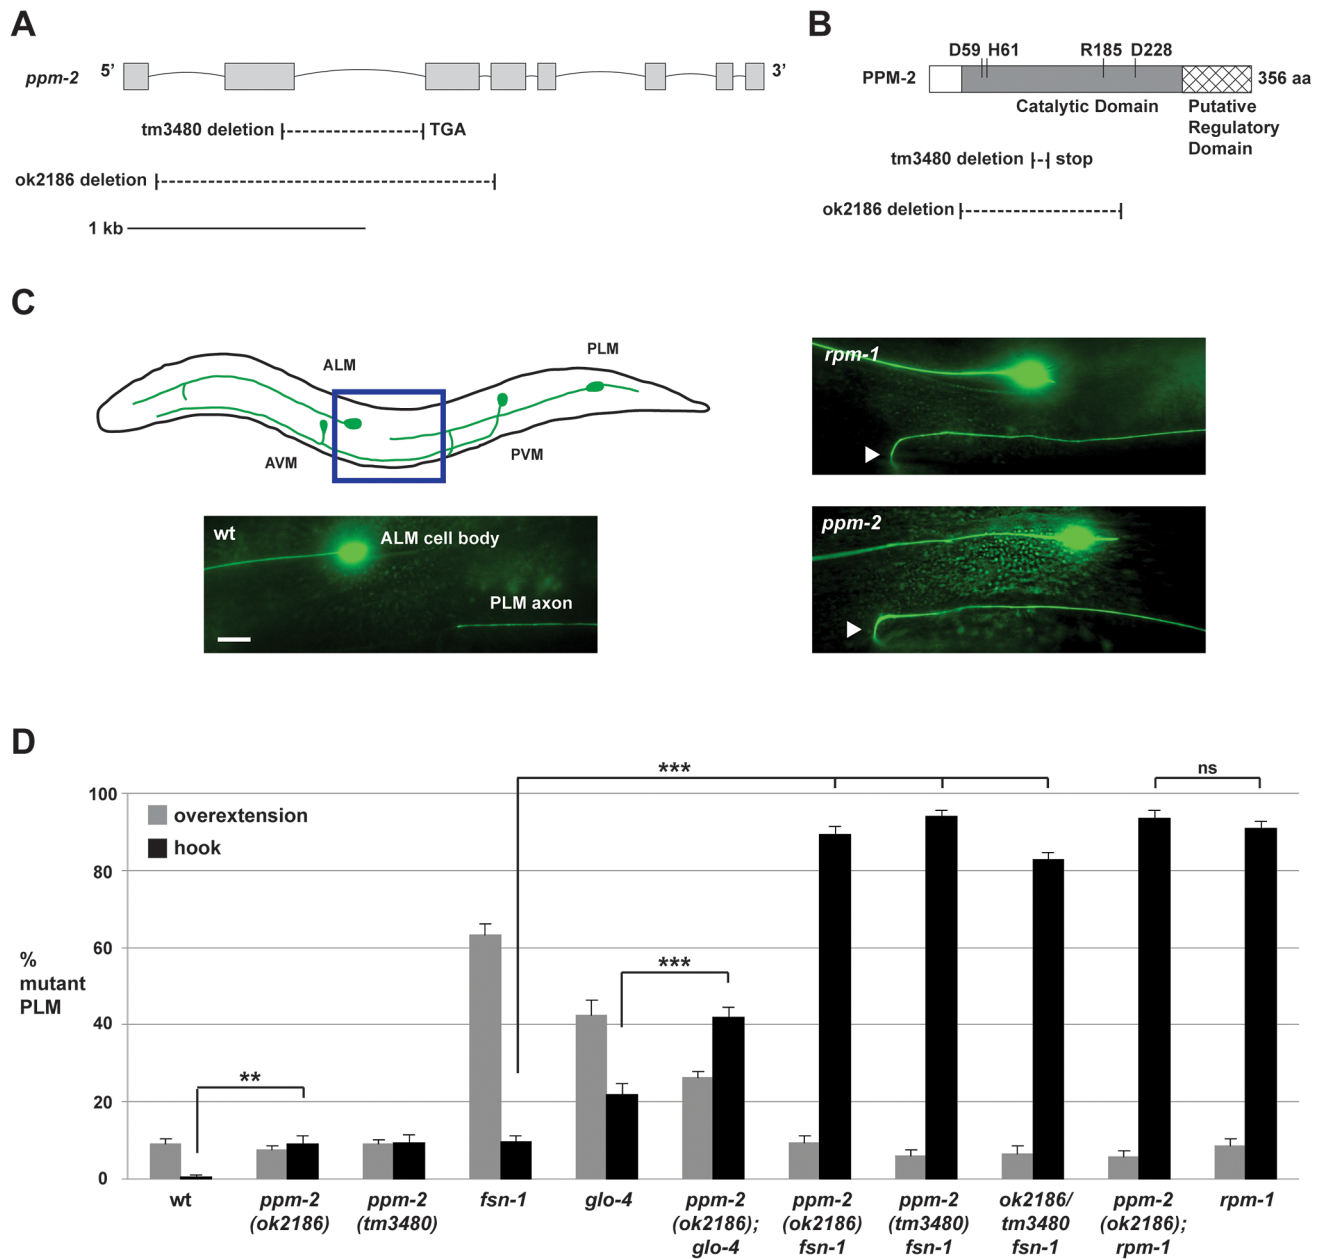 A
ppm-2
5’
3’
tm3480 deletion
TGA
ok2186 deletion
1 kb
B
D59 H61 R185 D228
PPM-2
356 aa
Catalytic Domain
Putative
Regulatory
Domain
tm3480 deletion
stop
ok2186 deletion
C
ALM
PLM
AVM
PVM
wt
ALM cell body
PLM axon
rpm-1
ppm-2
D
***
ns
100
overextension
hook
80
60
***
%
mutant
PLM
40
**
20
0
wt
ppm-2
(ok2186)
ppm-2
(tm3480)
fsn-1
glo-4
ppm-2
(ok2186);
glo-4
ppm-2
(ok2186)
fsn-1
ppm-2
(tm3480)
fsn-1
ok2186/
tm3480
fsn-1
ppm-2
(ok2186);
rpm-1
rpm-1